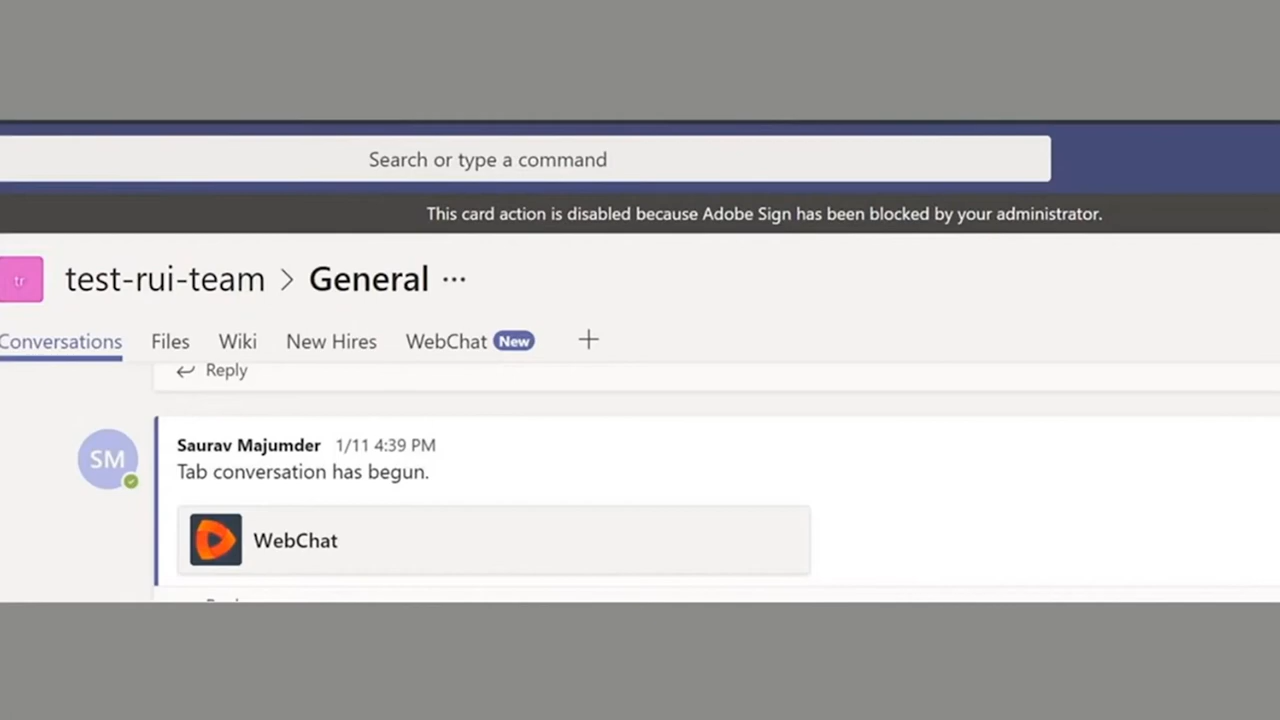 Search or type a command
This card action is disabled because Adobe Sign has been blocked by your administrator.
tr
test-rui-team > General ...
Conversations Files Wiki New Hires WebChat New +
Reply
SM
Saurav Majumder 1/11 4:39 PM
Tab conversation has begun.
WebChat